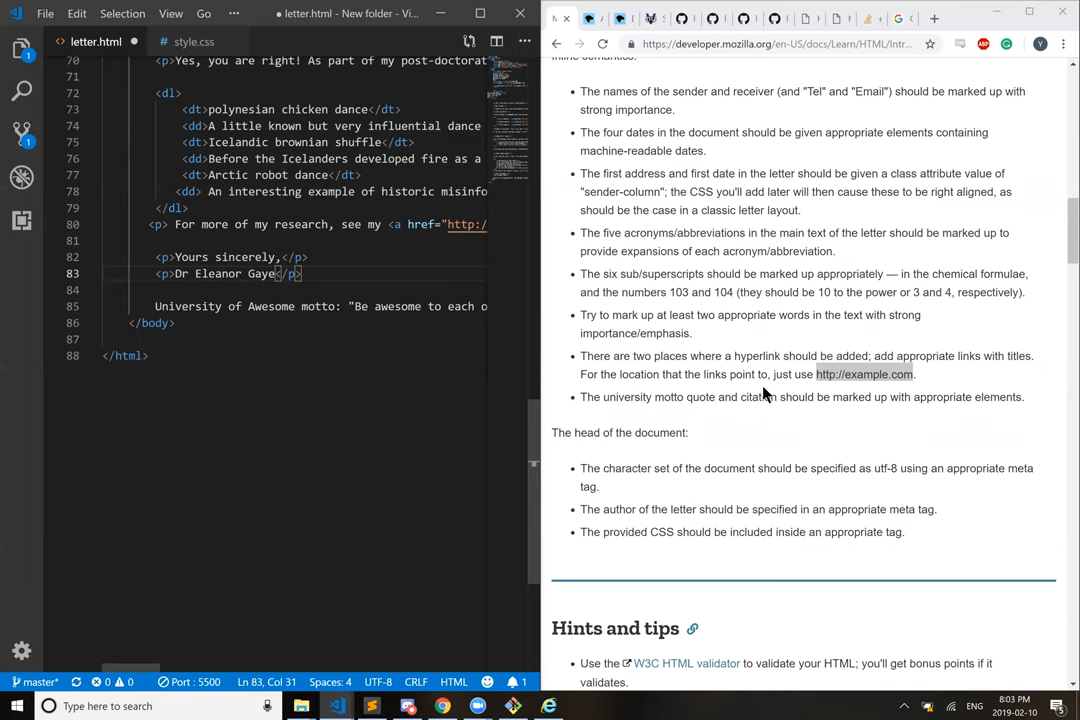 File Edit Selection View Go ••• ● letter.html - New folder - Vi...
letter.html ● # style.css
70 <p>Yes, you are right! As part of my post-doctorat
71
72 <dl>
73 <dt>polynesian chicken dance</dt>
74 <dd>A little known but very influential dance
75 <dt>Icelandic brownian shuffle</dt>
76 <dd>Before the Icelanders developed fire as a
77 <dt>Arctic robot dance</dt>
78 <dd> An interesting example of historic misinfo
79 </dl>
80 <p> For more of my research, see my <a href="http:/
81
82 <p>Yours sincerely,</p>
83 <p>Dr Eleanor Gaye</p>
84
85 University of Awesome motto: "Be awesome to each o
86 </body>
87
88 </html>
master* 0 0 Port : 5500 Ln 83, Col 31 Spaces: 4 UTF-8 CRLF HTML 1
https://developer.mozilla.org/en-US/docs/Learn/HTML/Intr...
ABP
Y
Inline semantics:
• The names of the sender and receiver (and "Tel" and "Email") should be marked up with
strong importance.
• The four dates in the document should be given appropriate elements containing
machine-readable dates.
• The first address and first date in the letter should be given a class attribute value of
"sender-column"; the CSS you'll add later will then cause these to be right aligned, as
should be the case in a classic letter layout.
• The five acronyms/abbreviations in the main text of the letter should be marked up to
provide expansions of each acronym/abbreviation.
• The six sub/superscripts should be marked up appropriately — in the chemical formulae,
and the numbers 103 and 104 (they should be 10 to the power or 3 and 4, respectively).
• Try to mark up at least two appropriate words in the text with strong
importance/emphasis.
• There are two places where a hyperlink should be added; add appropriate links with titles.
For the location that the links point to, just use http://example.com.
• The university motto quote and citation should be marked up with appropriate elements.
The head of the document:
• The character set of the document should be specified as utf-8 using an appropriate meta
tag.
• The author of the letter should be specified in an appropriate meta tag.
• The provided CSS should be included inside an appropriate tag.
Hints and tips
• Use the W3C HTML validator to validate your HTML; you'll get bonus points if it
validates.
Type here to search
ENG
8:03 PM
2019-02-10
5